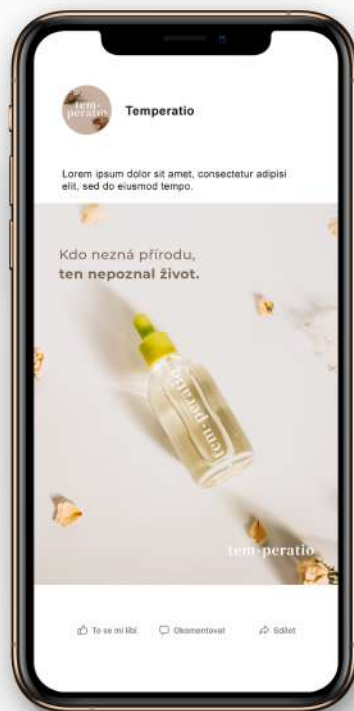 tem-
peratio
Temperatio
Lorem ipsum dolor sit amet, consectetur adipisi
elit, sed do eiusmod tempo.
Kdo nezná přírodu,
ten nepoznal život.
tem-peratio
tem-peratio
To se mi líbí
Okomentovat
Sdílet